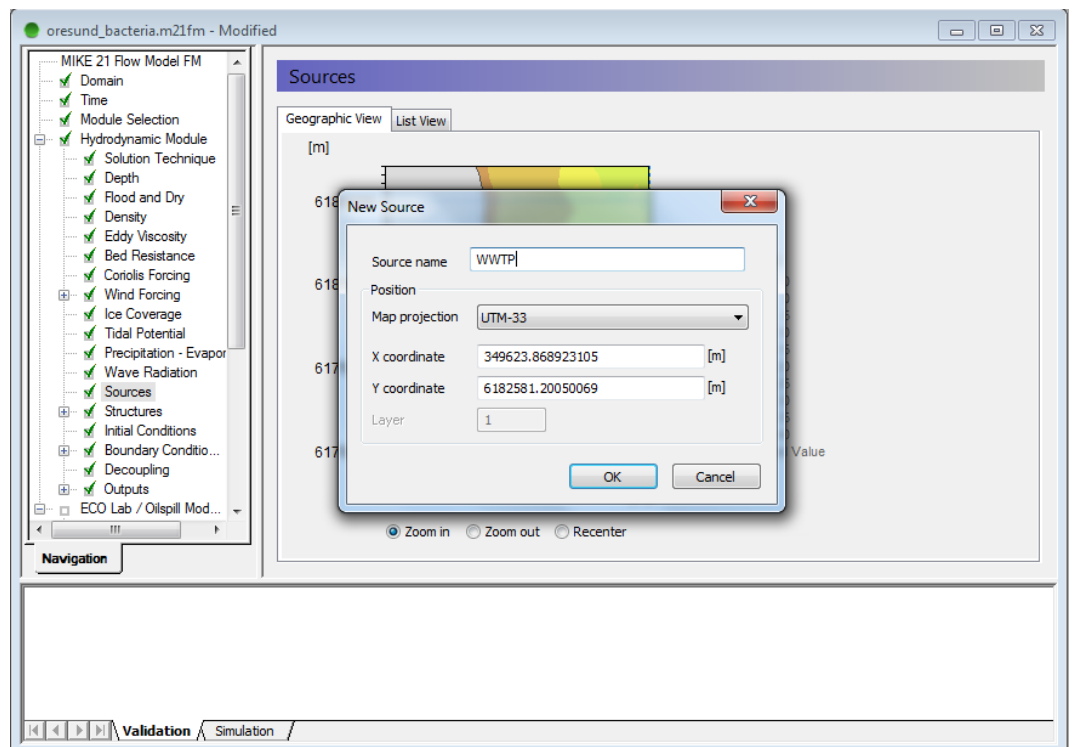 oresund_bacteria.m21fm - Modified
MIKE 21 Flow Model FM
Domain
Time
Module Selection
Hydrodynamic Module
Solution Technique
Depth
Flood and Dry
Density
Eddy Viscosity
Bed Resistance
Coriolis Forcing
Wind Forcing
Ice Coverage
Tidal Potential
Precipitation - Evapor
Wave Radiation
Sources
Structures
Initial Conditions
Boundary Conditio...
Decoupling
Outputs
ECO Lab / Oilspill Mod...
Navigation
Sources
Geographic View
List View
[m]
618
618
617
617
Value
New Source
Source name WWTP
Position
Map projection UTM-33
X coordinate 349623.868923105 [m]
Y coordinate 6182581.20050069 [m]
Layer 1
OK Cancel
Zoom in Zoom out Recenter
Validation Simulation